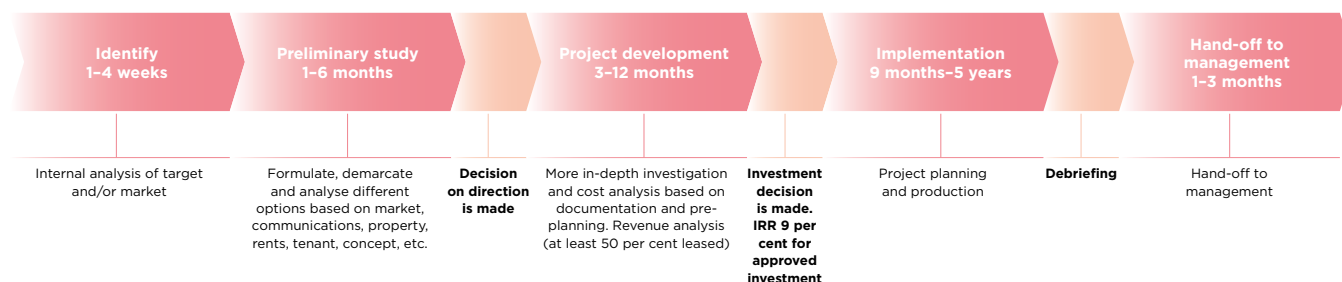 Identify
1–4 weeks
Preliminary study
1–6 months
Project development
3–12 months
Implementation
9 months–5 years
Hand-off to
management
1–3 months
Internal analysis of target
and/or market
Formulate, demarcate
and analyse different
options based on market,
communications, property,
rents, tenant, concept, etc.
Decision
on direction
is made
More in-depth investigation
and cost analysis based on
documentation and pre-
planning. Revenue analysis
(at least 50 per cent leased)
Investment
decision
is made.
IRR 9 per
cent for
approved
investment
Project planning
and production
Debriefing
Hand-off to
management